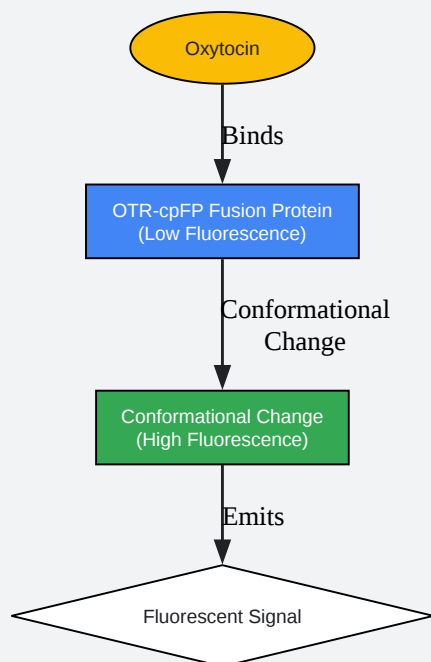 Oxytocin
Binds
OTR-cpFP Fusion Protein
(Low Fluorescence)
Conformational
Change
Conformational Change
(High Fluorescence)
Emits
Fluorescent Signal